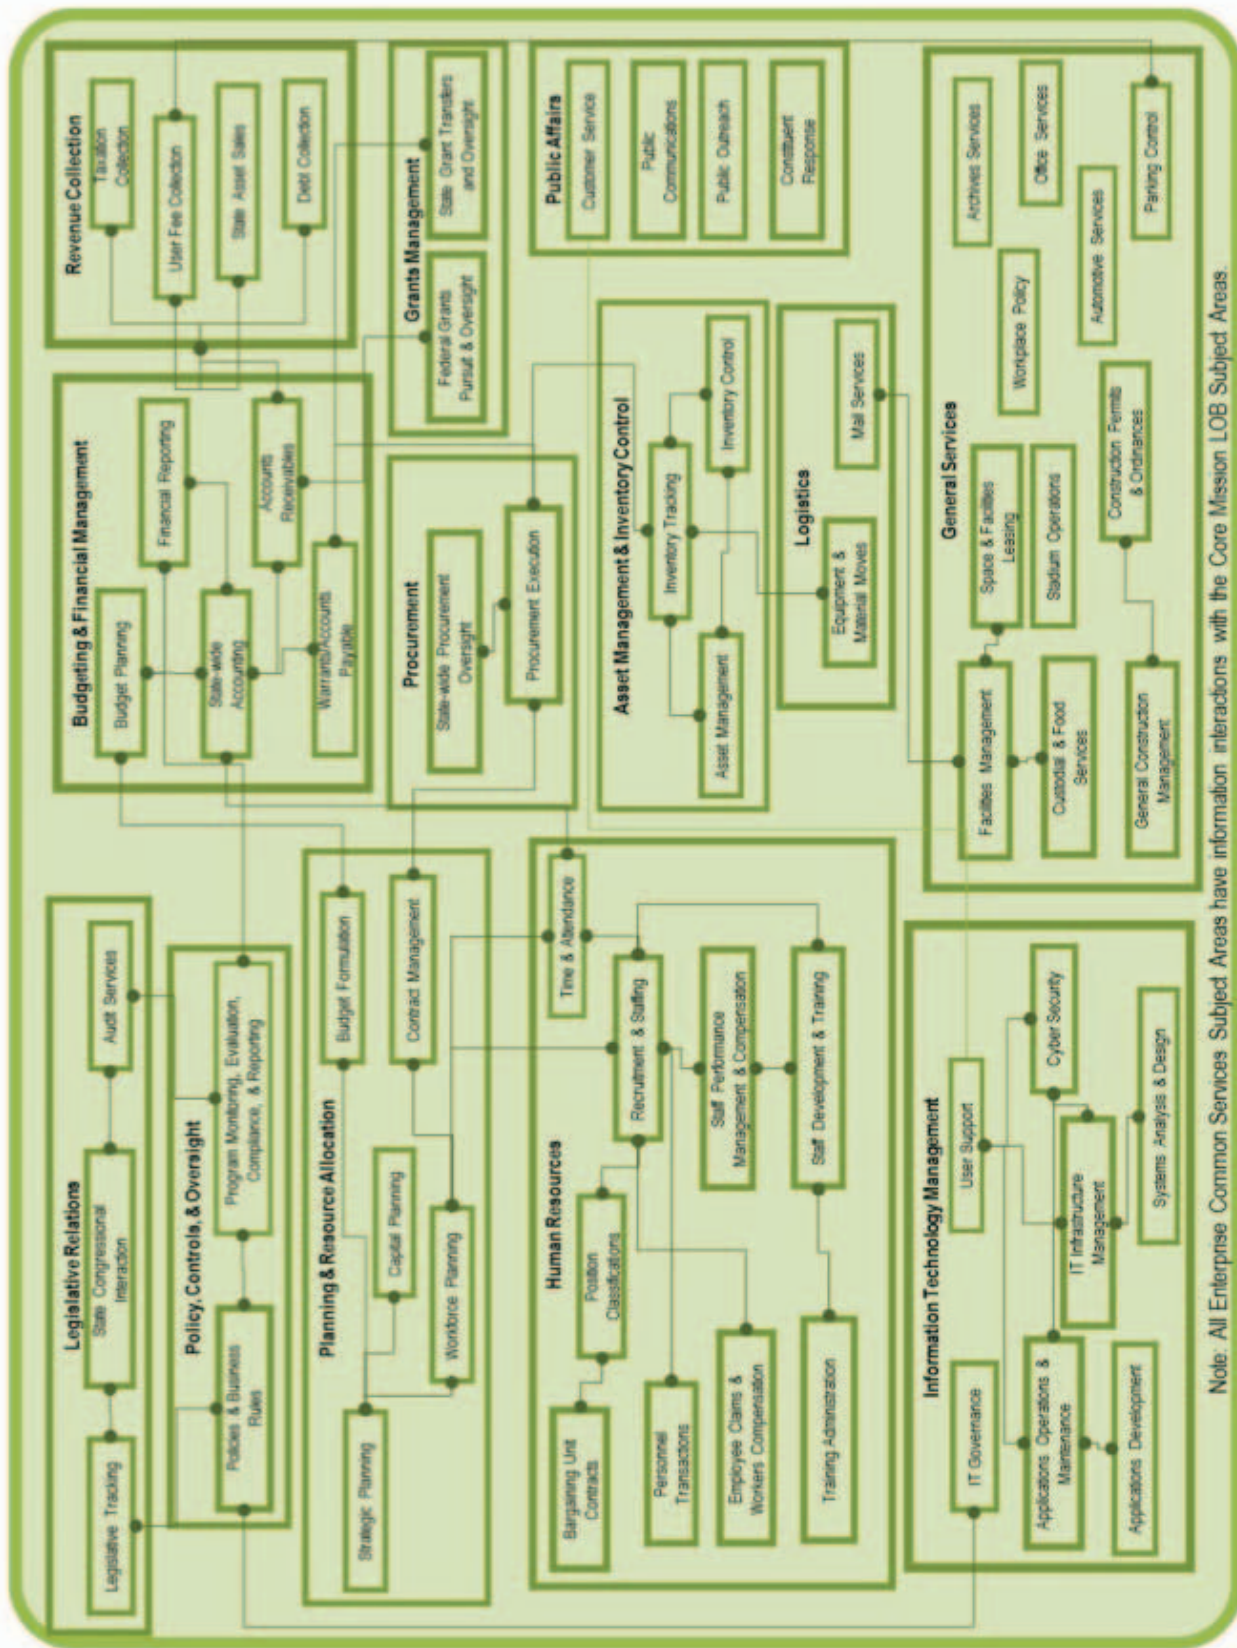 Legislative Relations
Legislative Tracking
State Congressional
Interaction
Audit Services
Policy, Controls, & Oversight
Policies & Business
Rules
Program Monitoring, Evaluation,
Compliance, & Reporting
Planning & Resource Allocation
Strategic Planning
Budget Formulation
Capital Planning
Contract Management
Workforce Planning
Human Resources
Time & Attendance
Bargaining Unit
Contracts
Position
Classifications
Recruitment & Staffing
Personnel
Transactions
Staff Performance
Management & Compensation
Employee Claims &
Workers Compensation
Training Administration
Staff Development & Training
Information Technology Management
IT Governance
User Support
Applications Operations &
Maintenance
Cyber Security
IT Infrastructure
Management
Applications Development
Systems Analysis & Design
Budgeting & Financial Management
Budget Planning
Financial Reporting
State-wide
Accounting
Accounts
Receivables
Warrants/Accounts
Payable
Revenue Collection
Taxation
Collection
User Fee Collection
State Asset Sales
Debt Collection
Procurement
State-wide Procurement
Oversight
Procurement Execution
Grants Management
Federal Grants
Pursuit & Oversight
State Grant Transfers
and Oversight
Public Affairs
Customer Service
Public
Communications
Public Outreach
Constituent
Response
Asset Management & Inventory Control
Inventory Tracking
Asset Management
Inventory Control
Logistics
Equipment &
Material Moves
Mail Services
General Services
Facilities Management
Space & Facilities
Leasing
Workplace Policy
Archives Services
Office Services
Custodial & Food
Services
Stadium Operations
Automotive Services
General Construction
Management
Construction Permits
& Ordinances
Parking Control
Note: All Enterprise Common Services Subject Areas have information interactions with the Core Mission LOB Subject Areas.